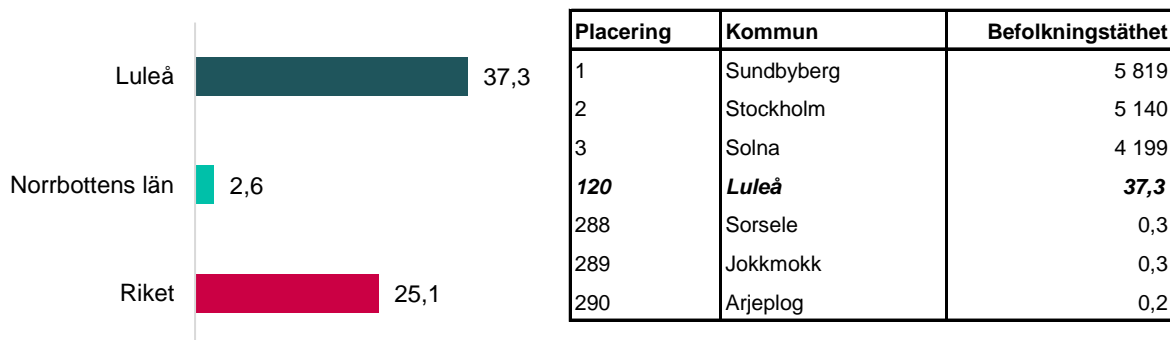 Luleå 37,3
Norrbottens län 2,6
Riket 25,1
Placering Kommun Befolkningstäthet
1 Sundbyberg 5 819
2 Stockholm 5 140
3 Solna 4 199
120 Luleå 37,3
288 Sorsele 0,3
289 Jokkmokk 0,3
290 Arjeplog 0,2